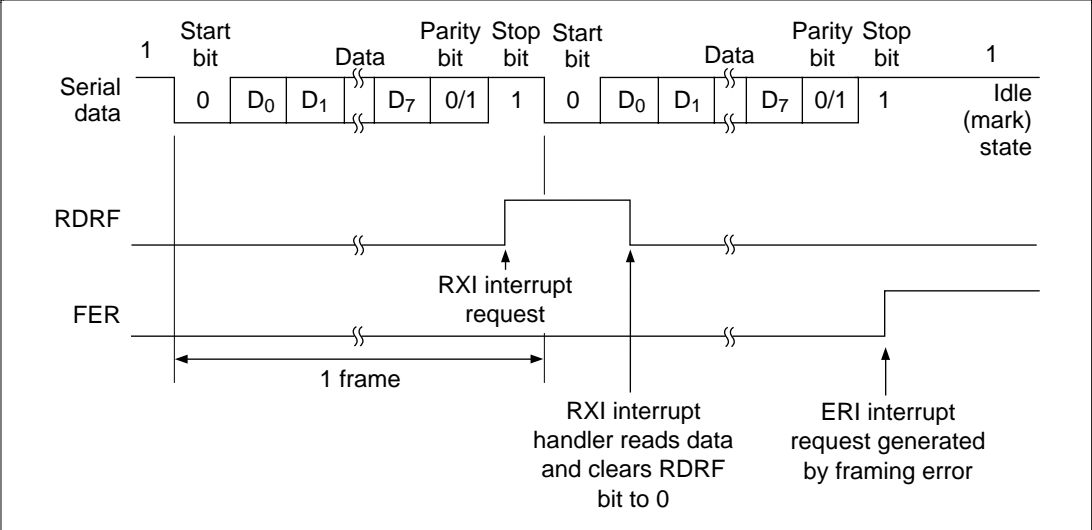 1
Start bit
Data
Parity bit
Stop bit
Start bit
Data
Parity bit
Stop bit
1
Serial data
0
D0
D1
D7
0/1
1
0
D0
D1
D7
0/1
1
Idle
(mark)
state
RDRF
RXI interrupt
request
FER
1 frame
RXI interrupt
handler reads data
and clears RDRF
bit to 0
ERI interrupt
request generated
by framing error